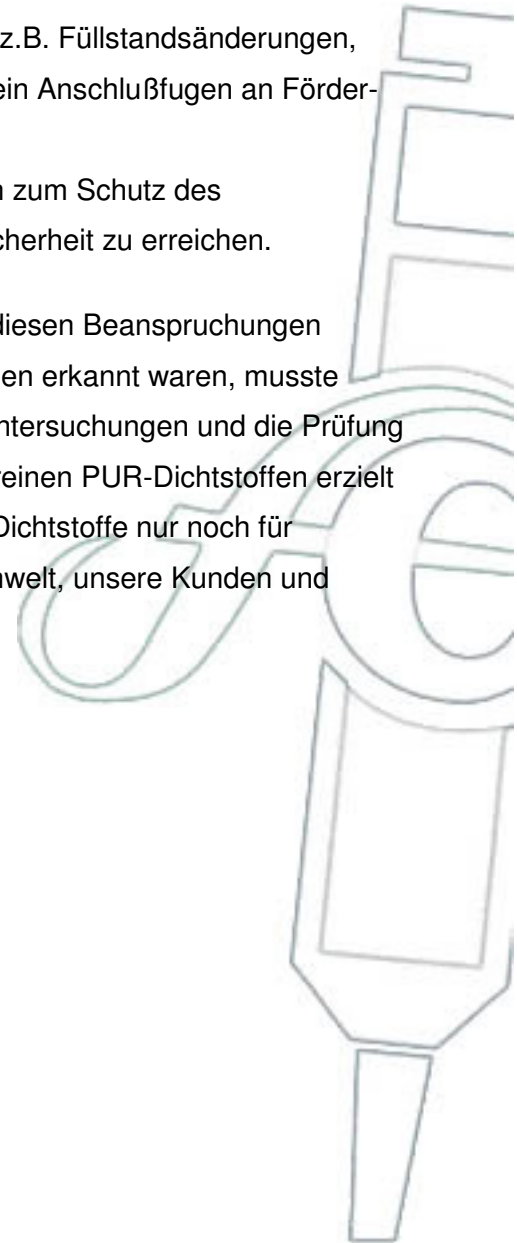 z.B. Füllstandsänderungen,
ein Anschlußfugen an Förder-
zum Schutz des
cherheit zu erreichen.
diesen Beanspruchungen
en erkannt waren, musste
ntersuchungen und die Prüfung
reinen PUR-Dichtstoffen erzielt
Dichtstoffe nur noch für
welt, unsere Kunden und
fe